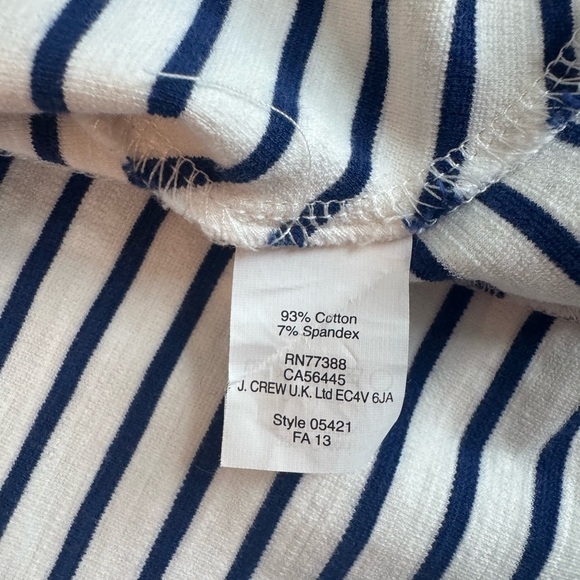 93% Cotton
7% Spandex
RN77388
CA56445
J. CREW U.K. Ltd EC4V 6JA
Style 05421
FA 13